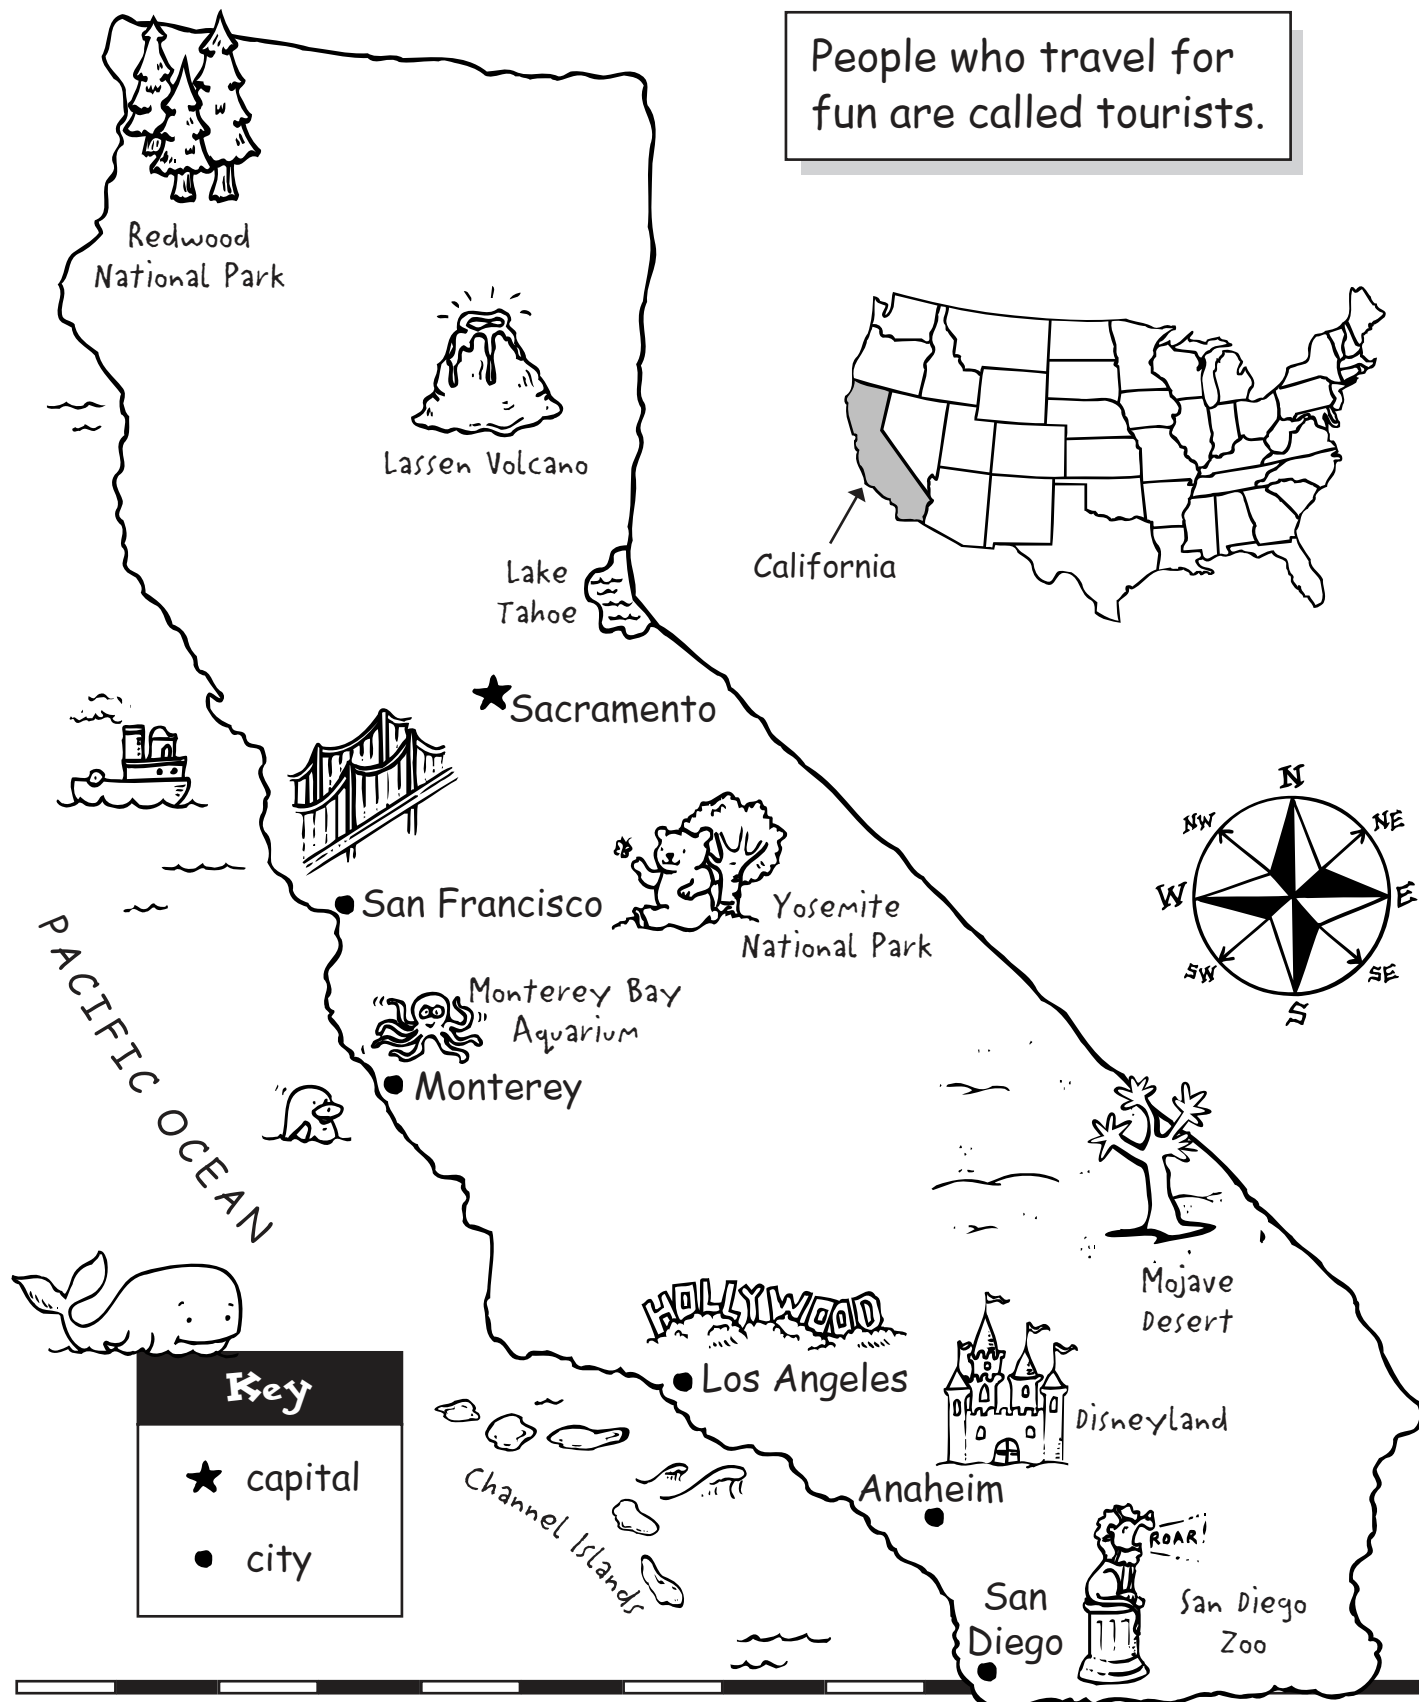 People who travel for
fun are called tourists.
Redwood
National Park
Lassen Volcano
California
Lake
Tahoe
Sacramento
N
NW
NE
W
E
SW
SE
S
San Francisco
Yosemite
National Park
PACIFIC OCEAN
Monterey Bay
Aquarium
Monterey
Mojave
Desert
HOLLYWOOD
Los Angeles
Disneyland
Key
capital
city
Channel Islands
Anaheim
ROAR!
San
Diego
San Diego
Zoo